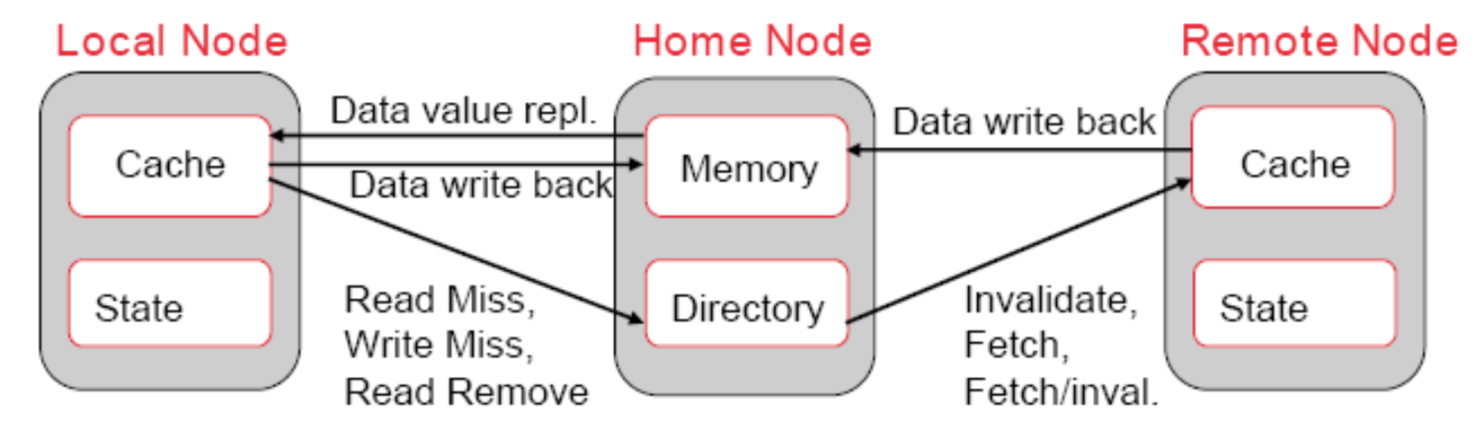 Local Node
Home Node
Remote Node
Data value repl.
Data write back
Cache
Memory
Cache
Data write back
State
Read Miss,
Write Miss,
Read Remove
Directory
Invalidate,
Fetch,
Fetch/inval.
State